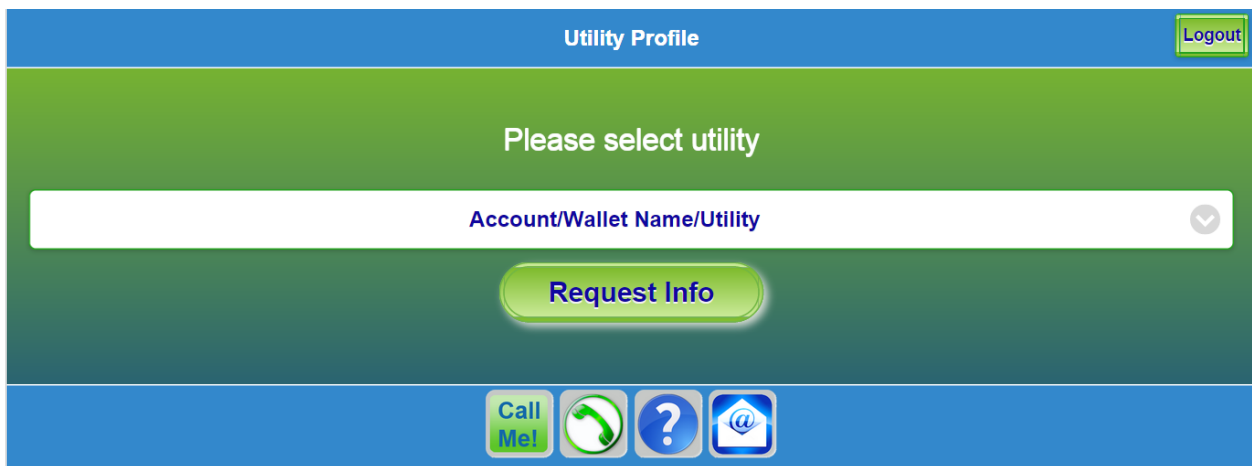 Utility Profile
Logout
Please select utility
Account/Wallet Name/Utility
Request Info
Call
Me!
?
@